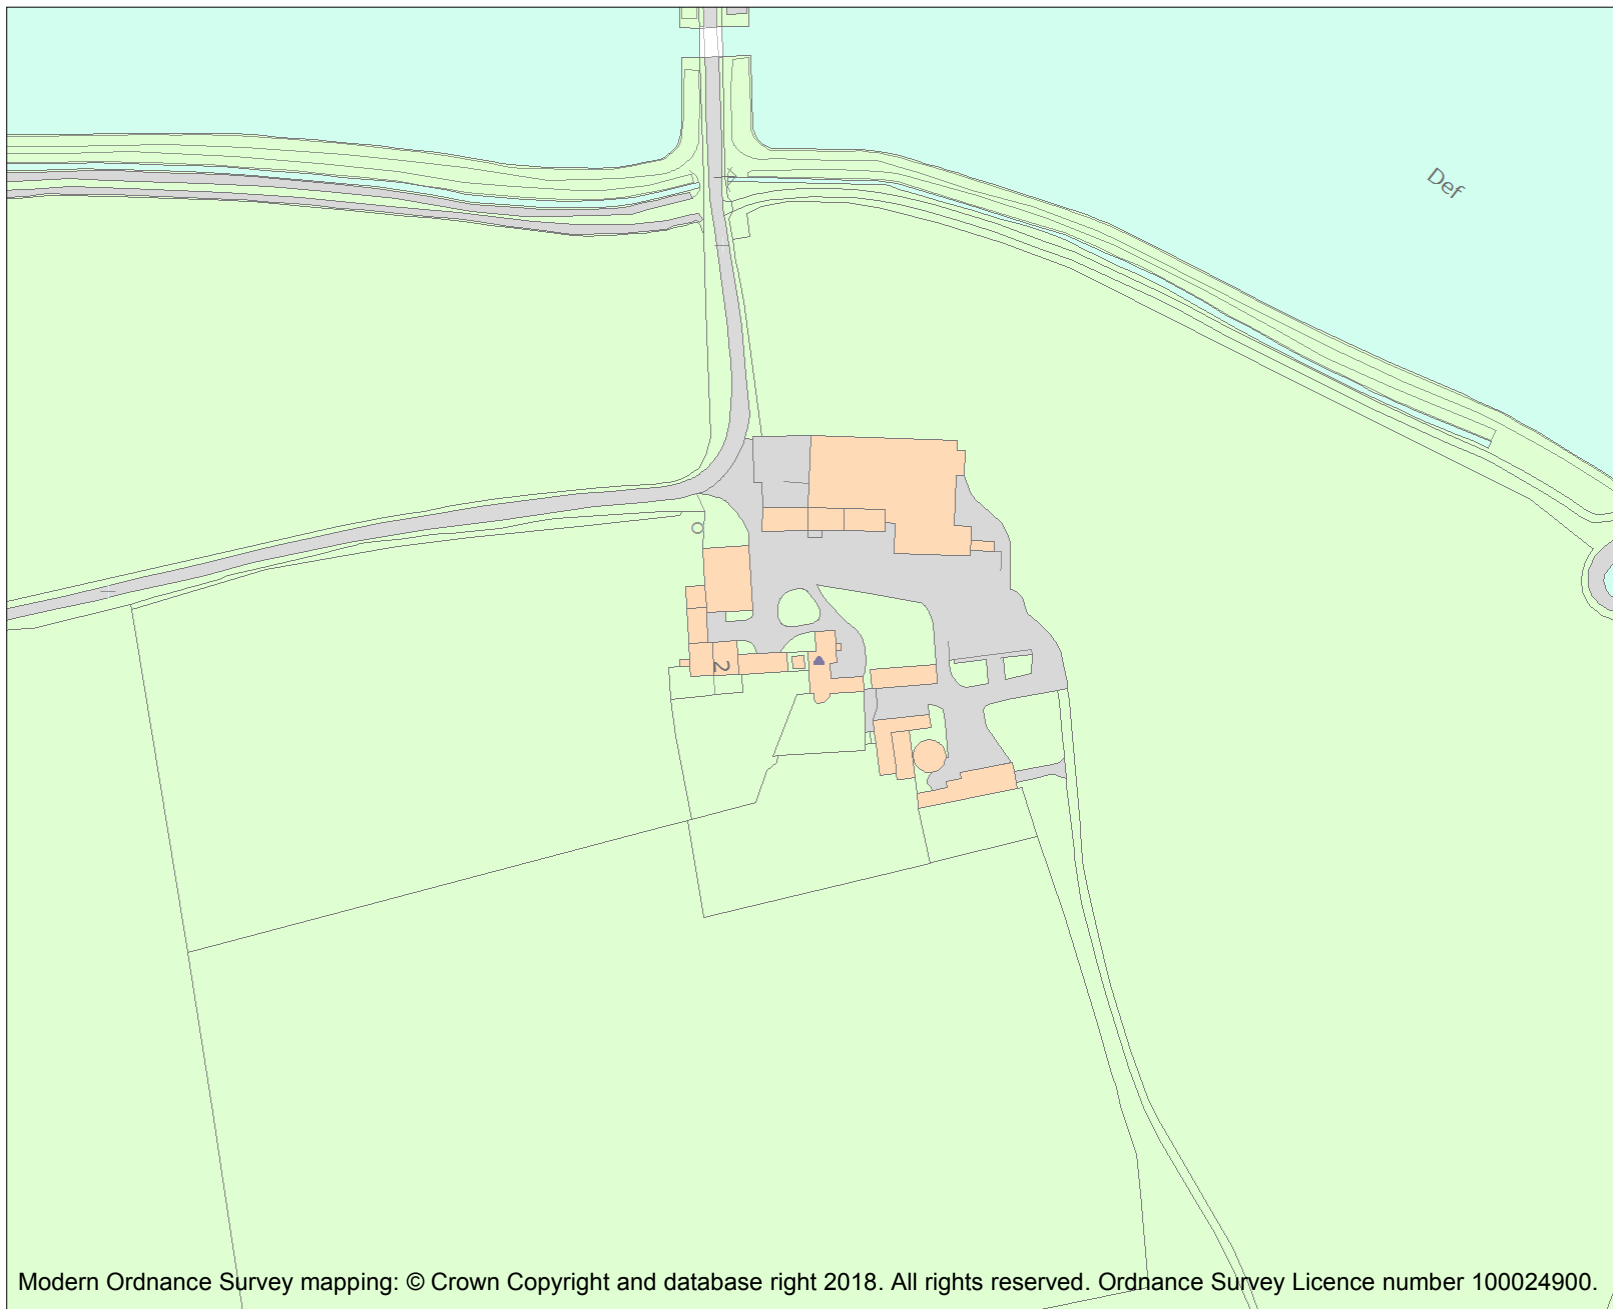 Def
2
Modern Ordnance Survey mapping: © Crown Copyright and database right 2018. All rights reserved. Ordnance Survey Licence number 100024900.